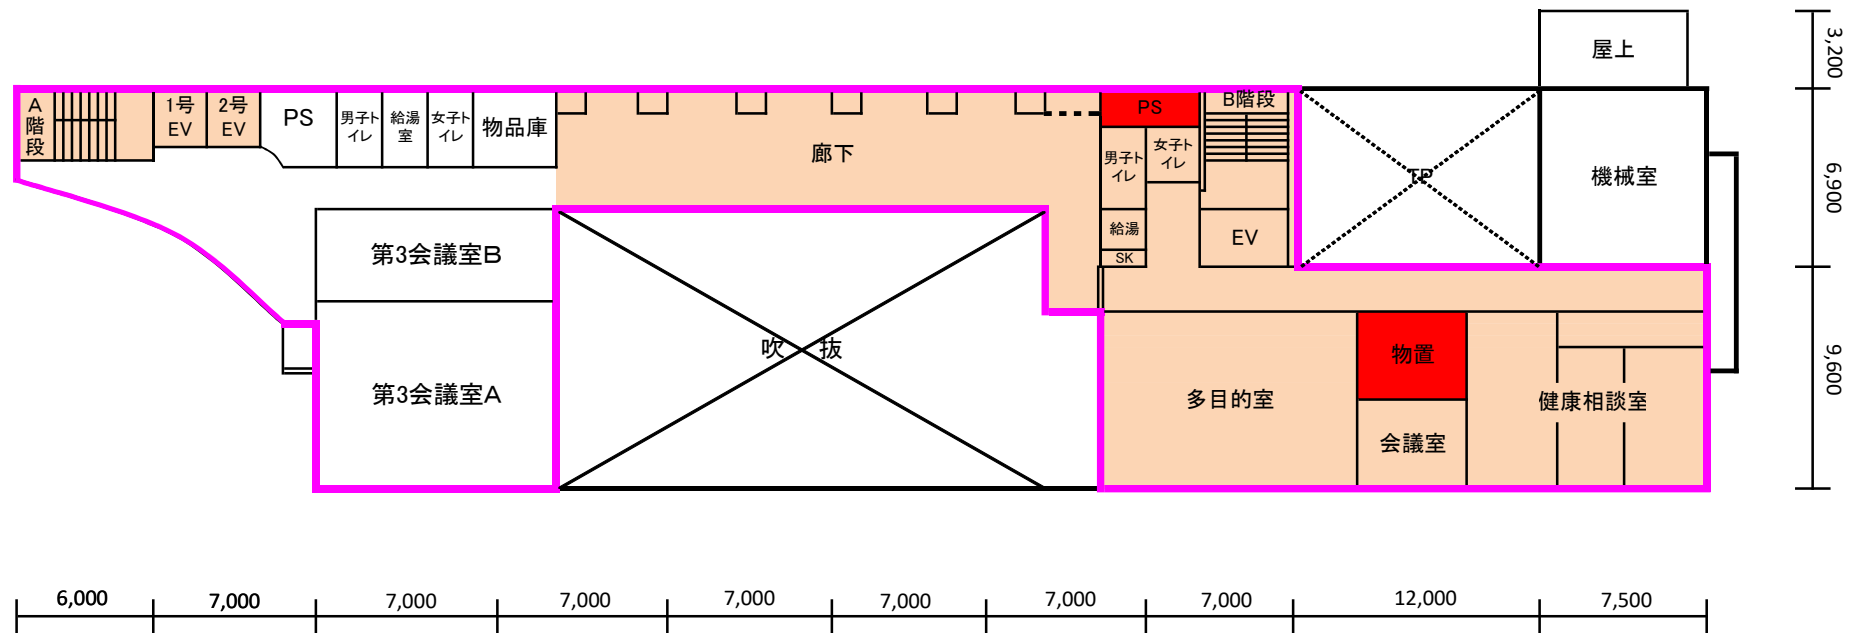 屋上
3,200
A
階
段
1号
EV
2号
EV
PS
男子ト
イレ
給湯
室
女子ト
イレ
物品庫
廊下
PS
B階段
男子ト
イレ
女子ト
イレ
給湯
SK
EV
機械室
6,900
第3会議室B
第3会議室A
吹 抜
多目的室
物置
会議室
健康相談室
9,600
6,000
7,000
7,000
7,000
7,000
7,000
7,000
7,000
12,000
7,500